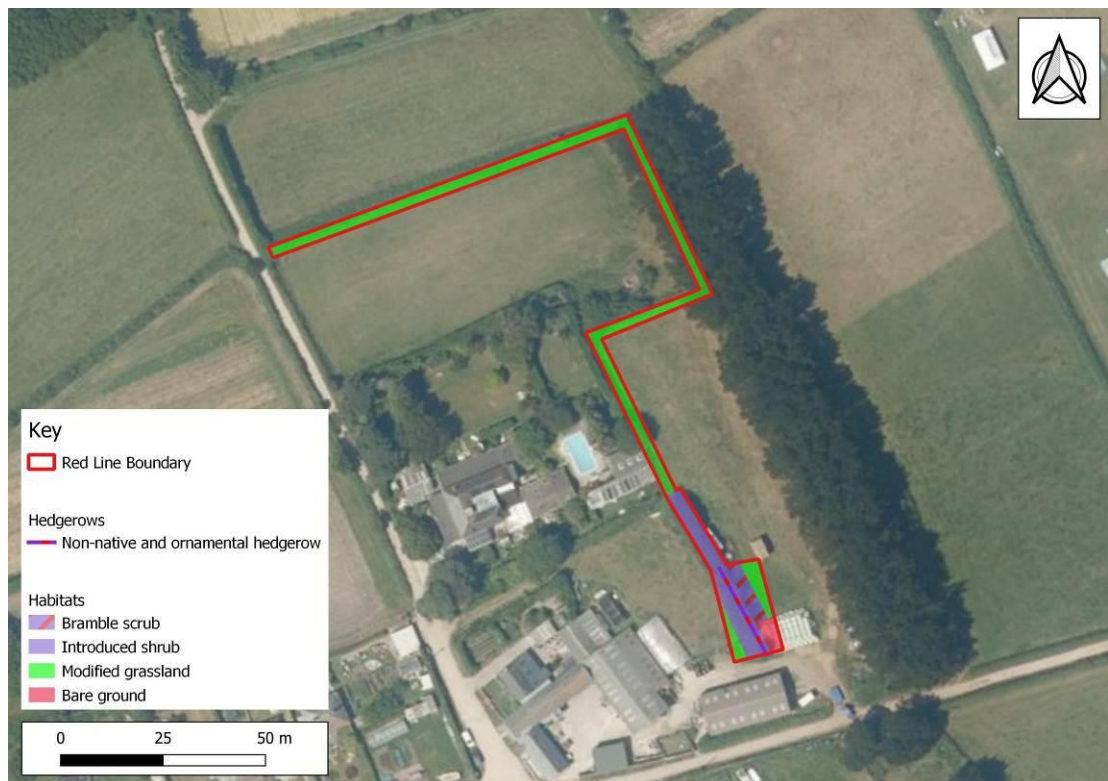 Key
Red Line Boundary
Hedgerows
Non-native and ornamental hedgerow
Habitats
Bramble scrub
Introduced shrub
Modified grassland
Bare ground
0 25 50 m